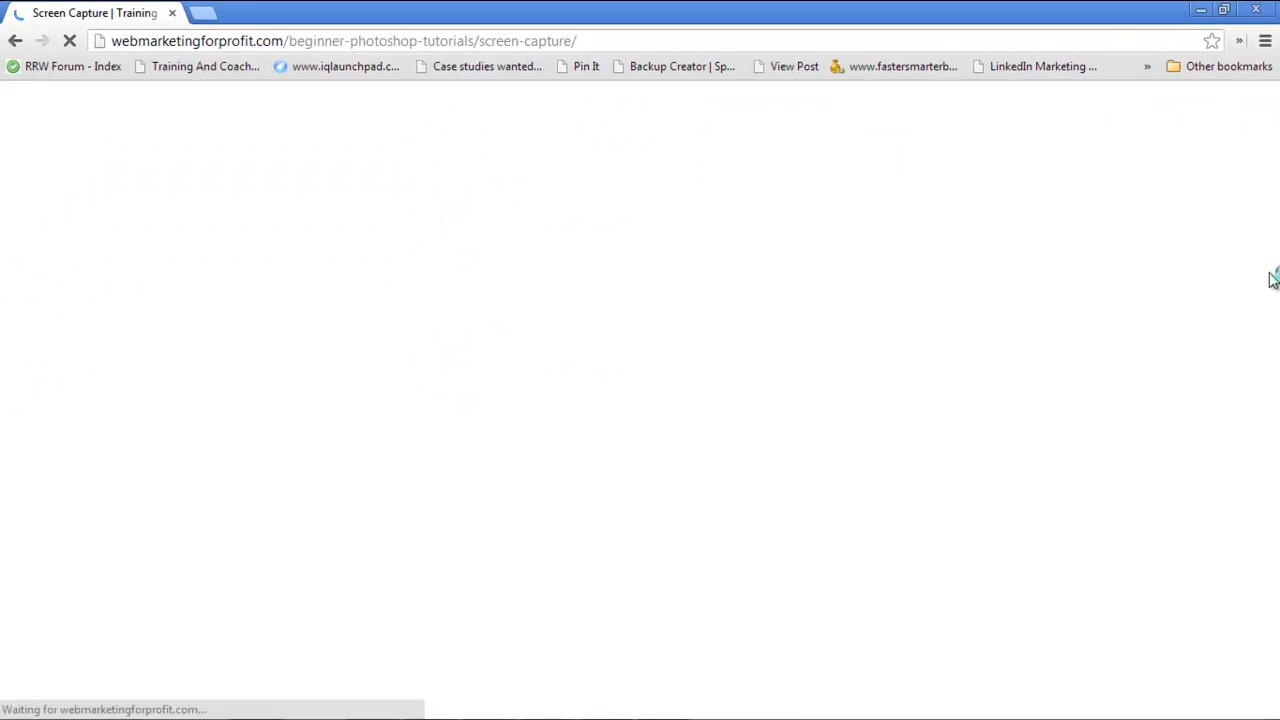 Screen Capture | Training
webmarketingforprofit.com/beginner-photoshop-tutorials/screen-capture/
RRW Forum - Index Training And Coach... www.iqlaunchpad.c... Case studies wanted... Pin It Backup Creator | Sp... View Post www.fastersmarterb... LinkedIn Marketing ... » Other bookmarks
Waiting for webmarketingforprofit.com...